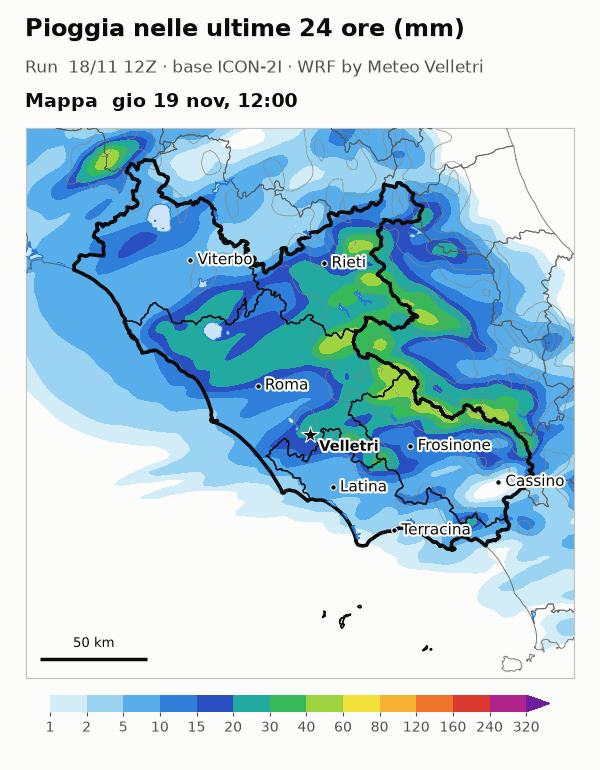 Pioggia nelle ultime 24 ore (mm)
Run 18/11 12Z · base ICON-2I · WRF by Meteo Velletri
Mappa gio 19 nov, 12:00
Viterbo
Rieti
Roma
Velletri
Frosinone
Cassino
Latina
Terracina
50 km
1 2 5 10 15 20 30 40 60 80 120 160 240 320